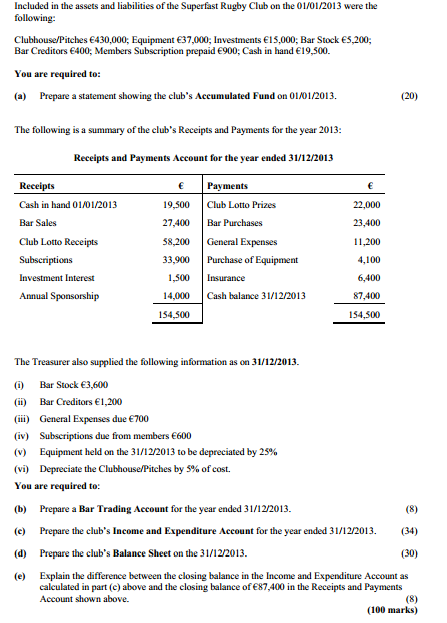 Included in the assets and liabilities of the Superfast Rugby Club on the 01/01/2013 were the
following:
Clubhouse/Pitches €430,000; Equipment €37,000; Investments €15,000; Bar Stock €5,200;
Bar Creditors €400; Members Subscription prepaid €900; Cash in hand €19,500.
You are required to:
(a) Prepare a statement showing the club's Accumulated Fund on 01/01/2013. (20)
The following is a summary of the club's Receipts and Payments for the year 2013:
Receipts and Payments Account for the year ended 31/12/2013
Receipts € Payments €
Cash in hand 01/01/2013 19,500 Club Lotto Prizes 22,000
Bar Sales 27,400 Bar Purchases 23,400
Club Lotto Receipts 58,200 General Expenses 11,200
Subscriptions 33,900 Purchase of Equipment 4,100
Investment Interest 1,500 Insurance 6,400
Annual Sponsorship 14,000 Cash balance 31/12/2013 87,400
154,500 154,500
The Treasurer also supplied the following information as on 31/12/2013.
(i) Bar Stock €3,600
(ii) Bar Creditors €1,200
(iii) General Expenses due €700
(iv) Subscriptions due from members €600
(v) Equipment held on the 31/12/2013 to be depreciated by 25%
(vi) Depreciate the Clubhouse/Pitches by 5% of cost.
You are required to:
(b) Prepare a Bar Trading Account for the year ended 31/12/2013. (8)
(c) Prepare the club's Income and Expenditure Account for the year ended 31/12/2013. (34)
(d) Prepare the club's Balance Sheet on the 31/12/2013. (30)
(e) Explain the difference between the closing balance in the Income and Expenditure Account as
calculated in part (c) above and the closing balance of €87,400 in the Receipts and Payments
Account shown above. (8)
(100 marks)